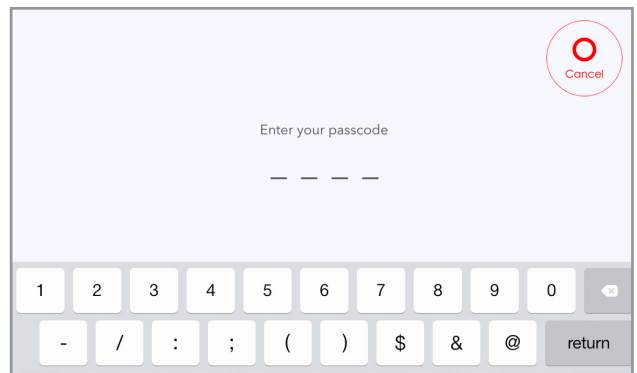 Cancel
Enter your passcode
1 2 3 4 5 6 7 8 9 0
- / : ; ( ) $ & @ return